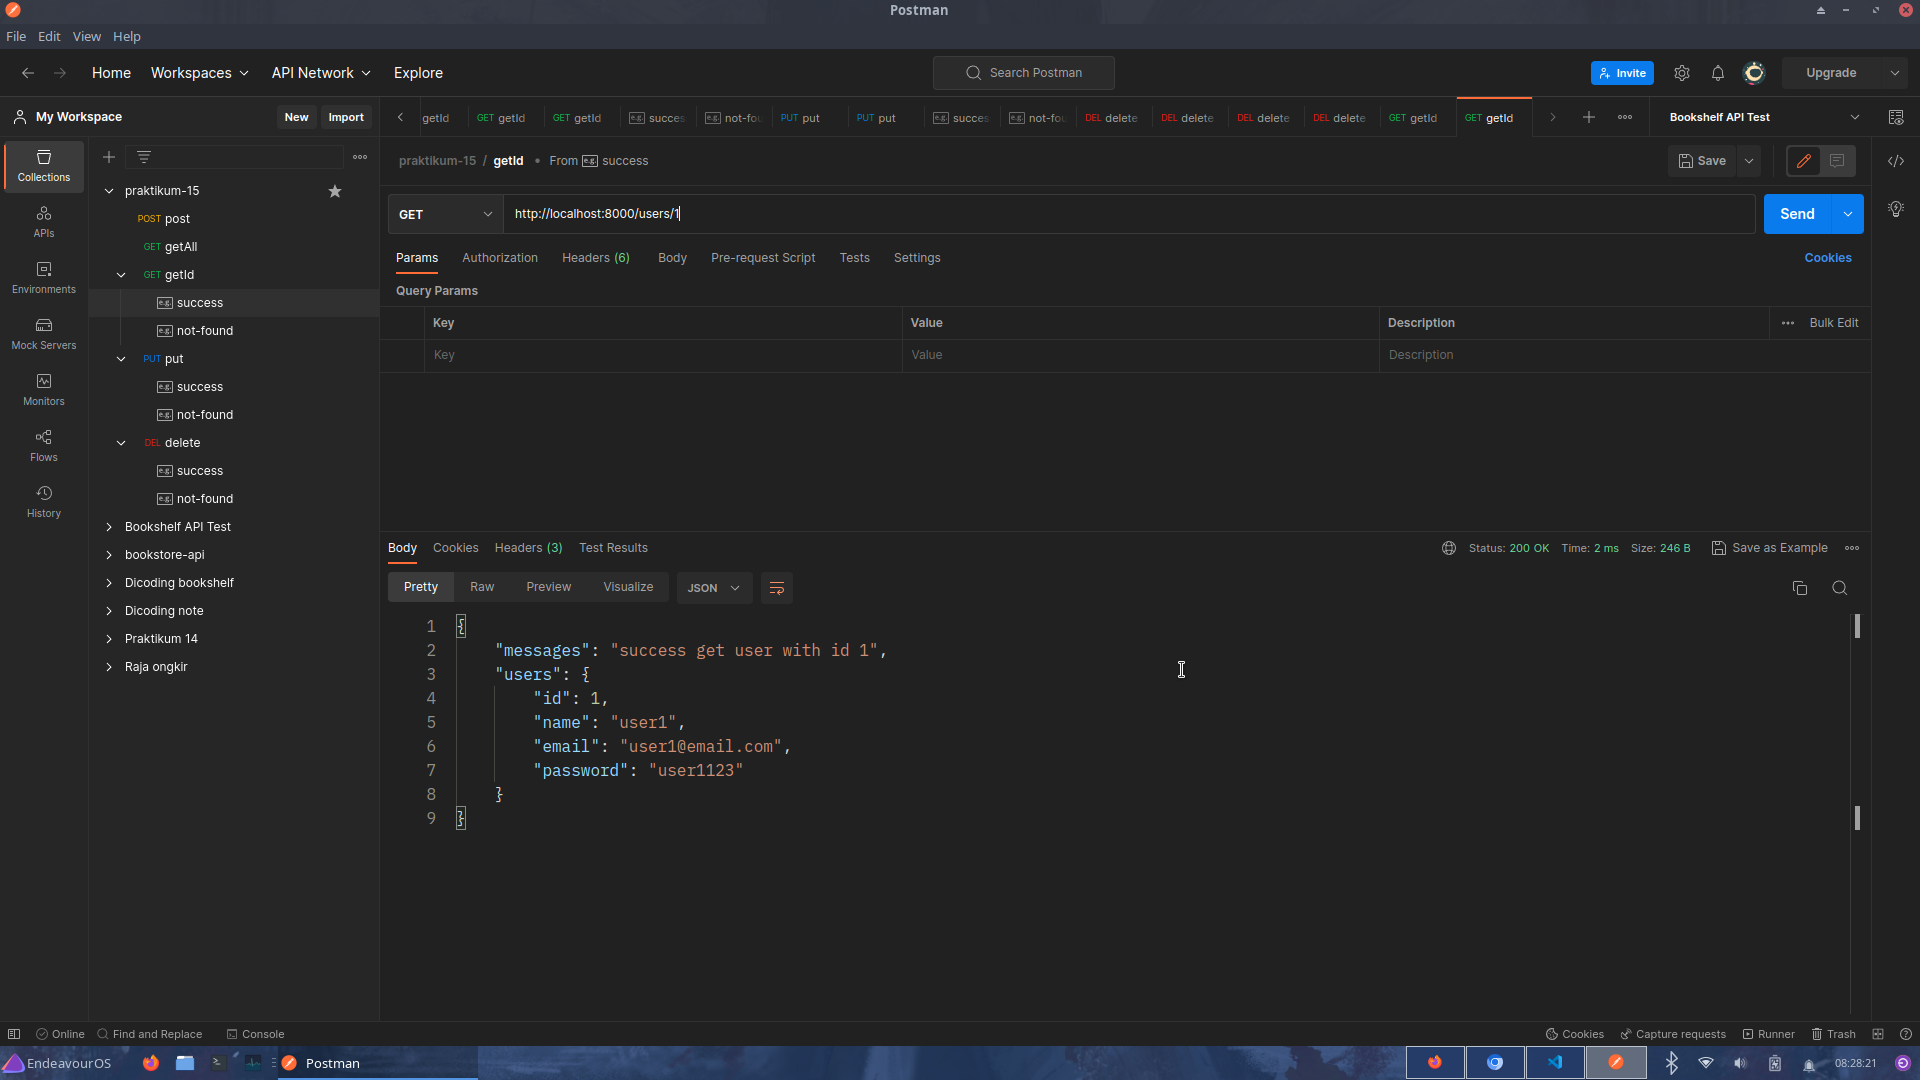 Postman
File Edit View Help
Home Workspaces API Network Explore Search Postman Invite Upgrade
My Workspace New Import
getId GET getId GET getId e.g. succes e.g. not-fou PUT put PUT put e.g. succes e.g. not-fou DEL delete DEL delete DEL delete DEL delete GET getId GET getId
Bookshelf API Test
Collections
APIs
Environments
Mock Servers
Monitors
Flows
History
praktikum-15
POST post
GET getAll
GET getId
e.g. success
e.g. not-found
PUT put
e.g. success
e.g. not-found
DEL delete
e.g. success
e.g. not-found
Bookshelf API Test
bookstore-api
Dicoding bookshelf
Dicoding note
Praktikum 14
Raja ongkir
praktikum-15 / getId • From e.g. success
Save
GET http://localhost:8000/users/1
Send
Params Authorization Headers (6) Body Pre-request Script Tests Settings Cookies
Query Params
Key Value Description Bulk Edit
Key Value Description
Body Cookies Headers (3) Test Results Status: 200 OK Time: 2 ms Size: 246 B Save as Example
Pretty Raw Preview Visualize JSON
1 {
2 "messages": "success get user with id 1",
3 "users": {
4 "id": 1,
5 "name": "user1",
6 "email": "user1@email.com",
7 "password": "user1123"
8 }
9 }
Online Find and Replace Console Cookies Capture requests Runner Trash
EndeavourOS Postman 08:28:21